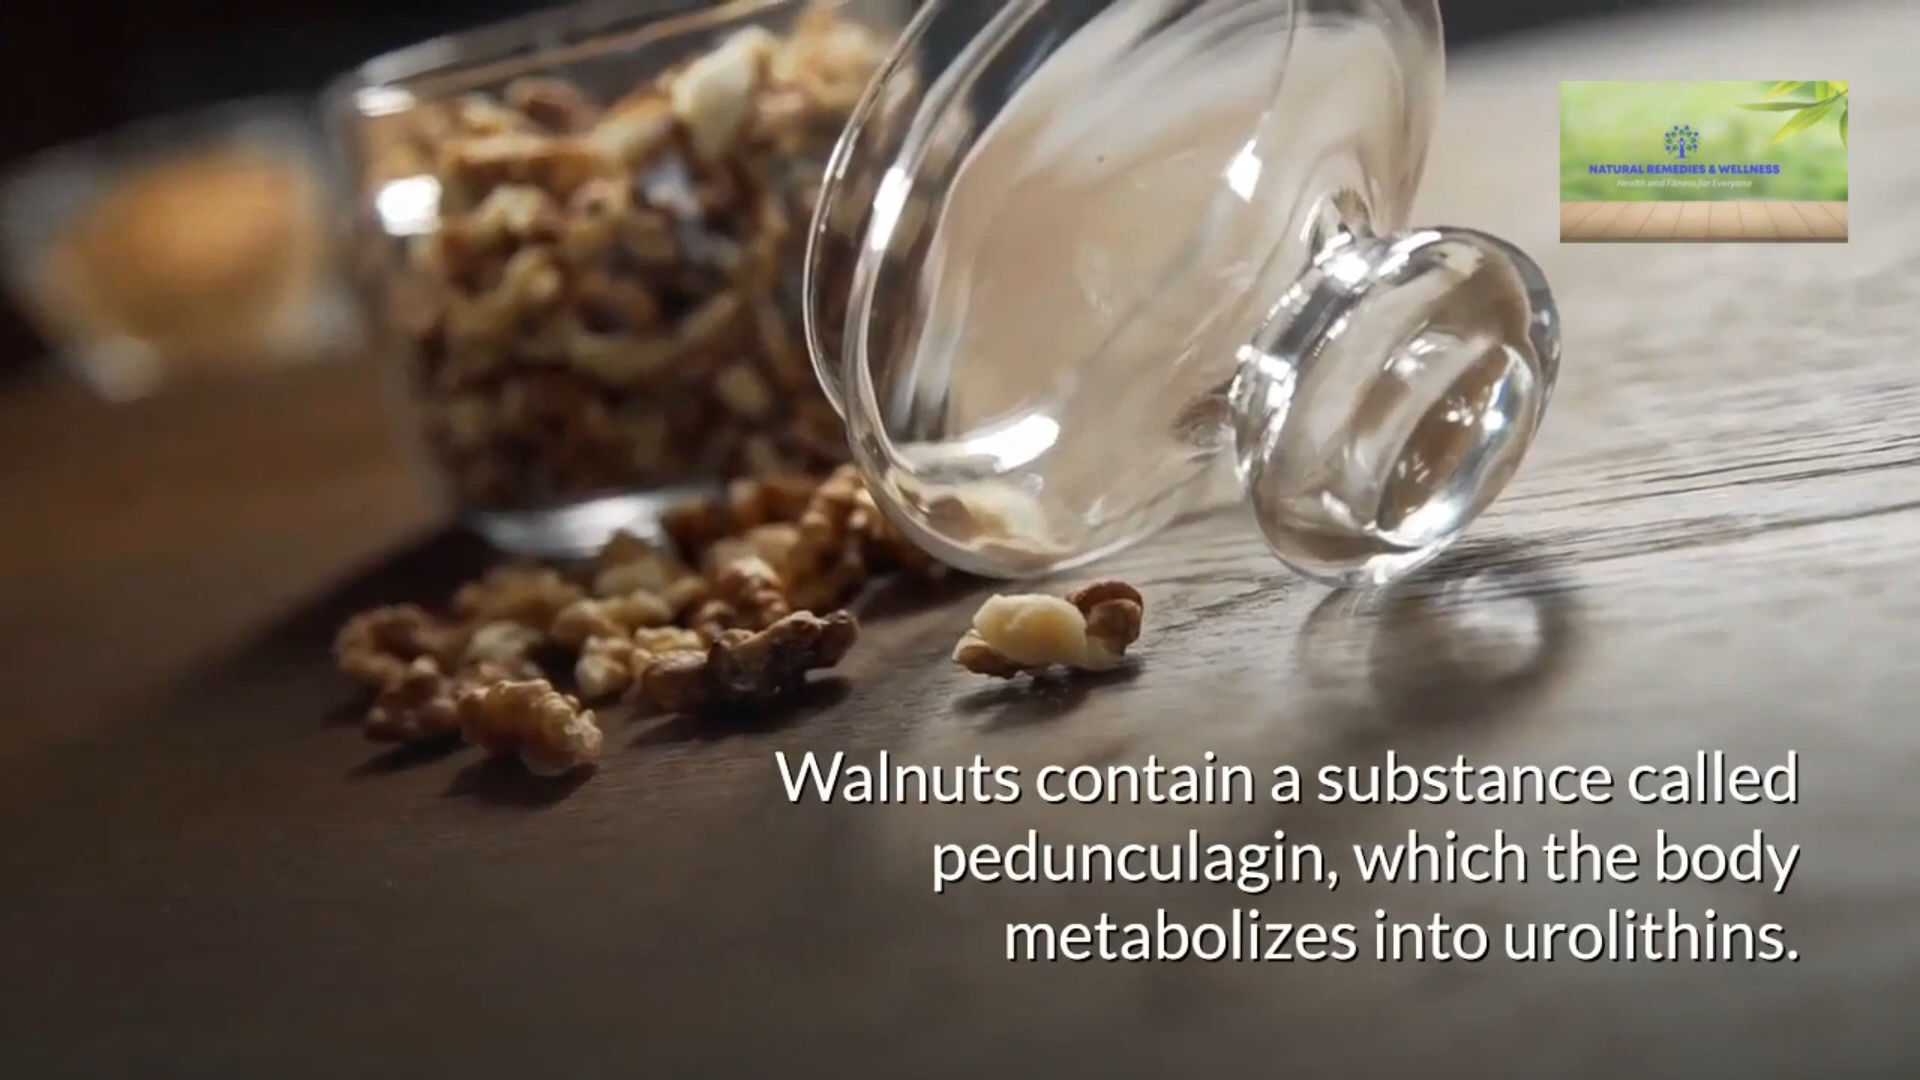 NATURAL REMEDIES & WELLNESS
Health and Fitness for Everyone
Walnuts contain a substance called
pedunculagin, which the body
metabolizes into urolithins.